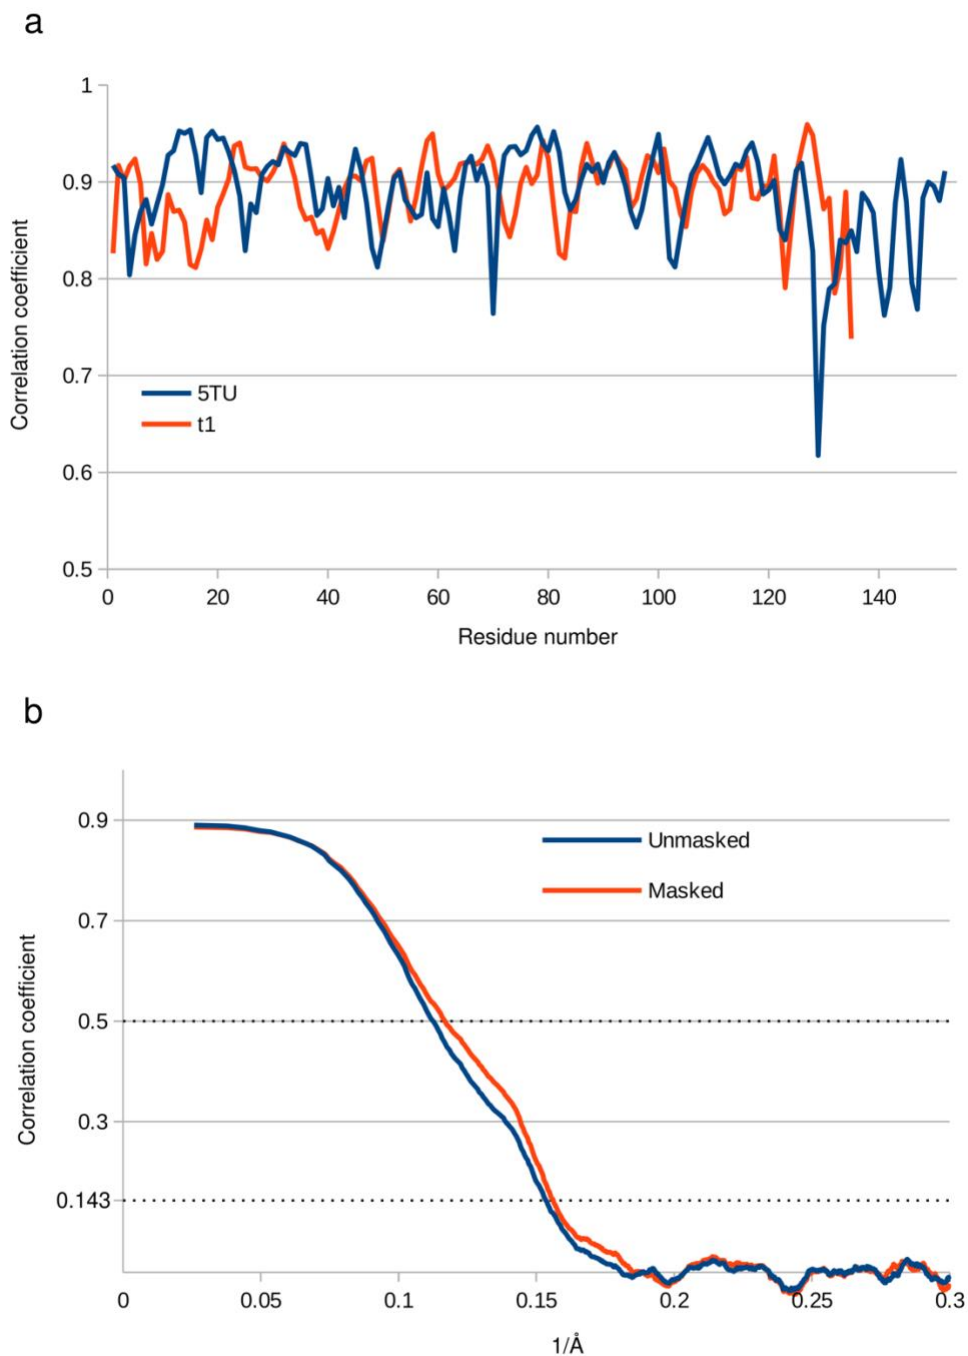 a
1
0.9
0.8
0.7
0.6
0.5
Correlation coefficient
5TU
t1
0 20 40 60 80 100 120 140
Residue number
b
0.9
0.7
0.5
0.3
0.143
Correlation coefficient
Unmasked
Masked
0 0.05 0.1 0.15 0.2 0.25 0.3
1/Å